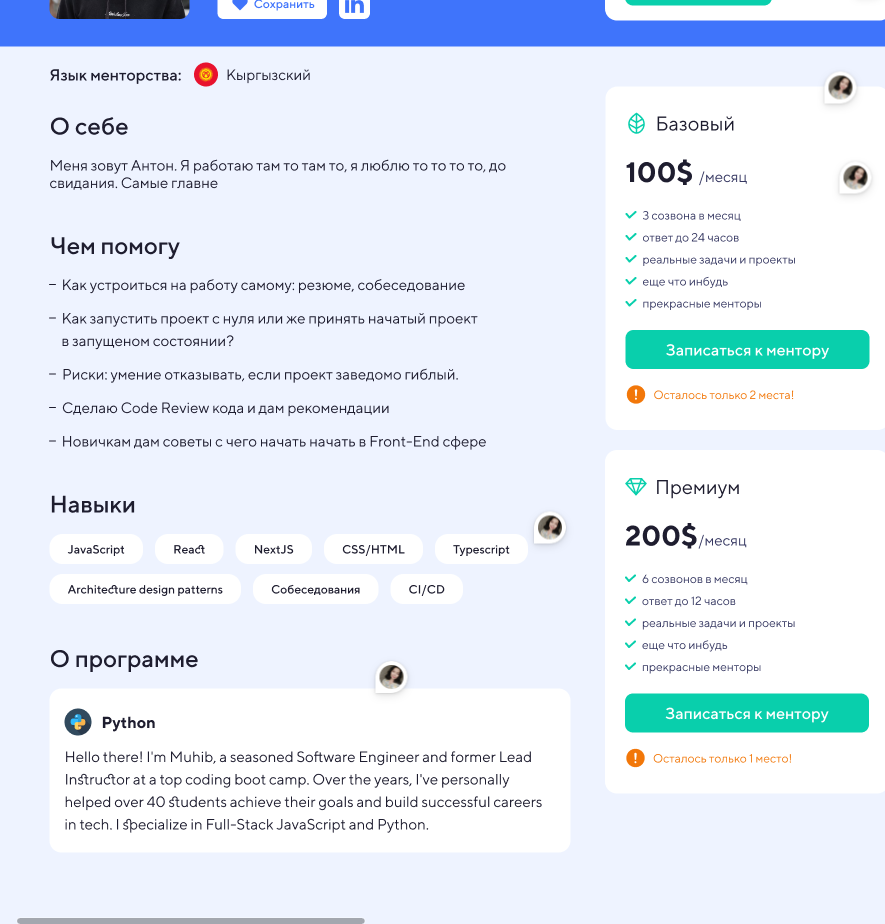 Сохранить
in
Язык менторства: Кыргызский
О себе
Меня зовут Антон. Я работаю там то там то, я люблю то то то то, до
свидания. Самые главне
Чем помогу
– Как устроиться на работу самому: резюме, собеседование
– Как запустить проект с нуля или же принять начатый проект
в запущеном состоянии?
– Риски: умение отказывать, если проект заведомо гиблый.
– Сделаю Code Review кода и дам рекомендации
– Новичкам дам советы с чего начать начать в Front-End сфере
Навыки
JavaScript React NextJS CSS/HTML Typescript
Architecture design patterns Собеседования CI/CD
О программе
Python
Hello there! I'm Muhib, a seasoned Software Engineer and former Lead
Instructor at a top coding boot camp. Over the years, I've personally
helped over 40 students achieve their goals and build successful careers
in tech. I specialize in Full-Stack JavaScript and Python.
Базовый
100$ /месяц
3 созвона в месяц
ответ до 24 часов
реальные задачи и проекты
еще что инбудь
прекрасные менторы
Записаться к ментору
Осталось только 2 места!
Премиум
200$/месяц
6 созвонов в месяц
ответ до 12 часов
реальные задачи и проекты
еще что инбудь
прекрасные менторы
Записаться к ментору
Осталось только 1 место!